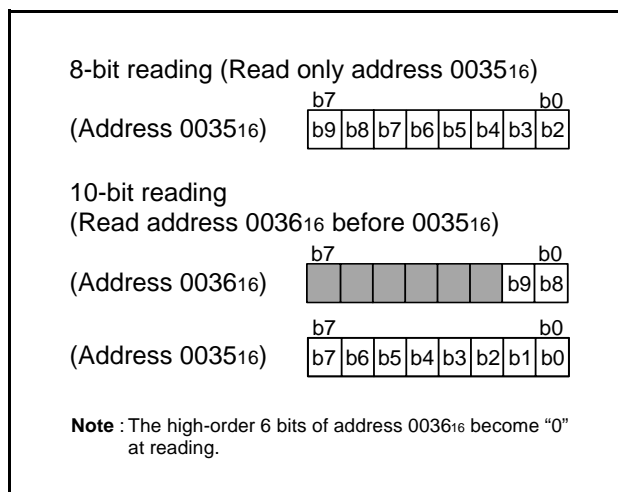 8-bit reading (Read only address 0035₁₆)
b7 b0
(Address 0035₁₆) b9 b8 b7 b6 b5 b4 b3 b2
10-bit reading
(Read address 0036₁₆ before 0035₁₆)
b7 b0
(Address 0036₁₆) b9 b8
b7 b0
(Address 0035₁₆) b7 b6 b5 b4 b3 b2 b1 b0
Note : The high-order 6 bits of address 0036₁₆ become “0”
at reading.